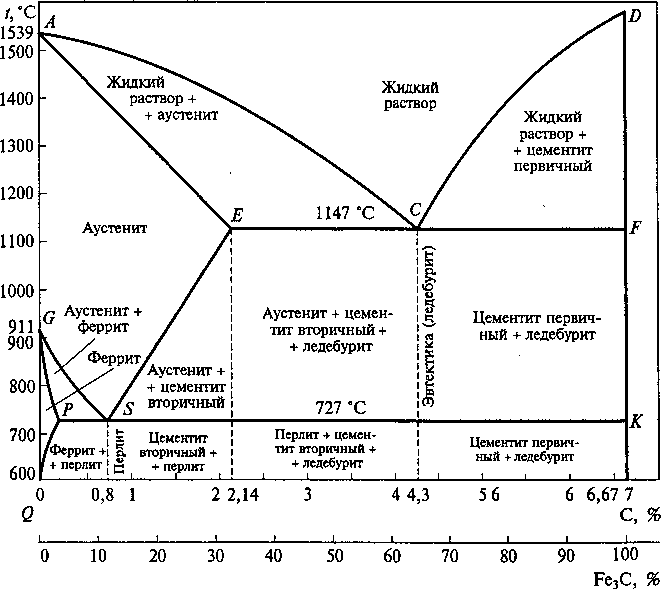 t, °C
A
D
1539
1500
Жидкий
раствор +
+ аустенит
Жидкий
раствор
1400
Жидкий
раствор +
+ цементит
первичный
1300
1200
E
1147 °C
C
F
Аустенит
1100
1000
G
911
900
Аустенит +
феррит
Феррит
Аустенит + цемен-
тит вторичный +
+ ледебурит
Эвтектика (ледебурит)
Цементит первич-
ный + ледебурит
800
Аустенит +
+ цементит
вторичный
P
S
727 °C
K
700
Феррит +
+ перлит
Перлит
Цементит
вторичный +
+ перлит
Перлит + цемен-
тит вторичный +
+ ледебурит
Цементит первич-
ный + ледебурит
600
0 0,8 1 2 2,14 3 4 4,3 5 6 6 6,67 7
Q
C, %
0 10 20 30 40 50 60 70 80 90 100
Fe3C, %